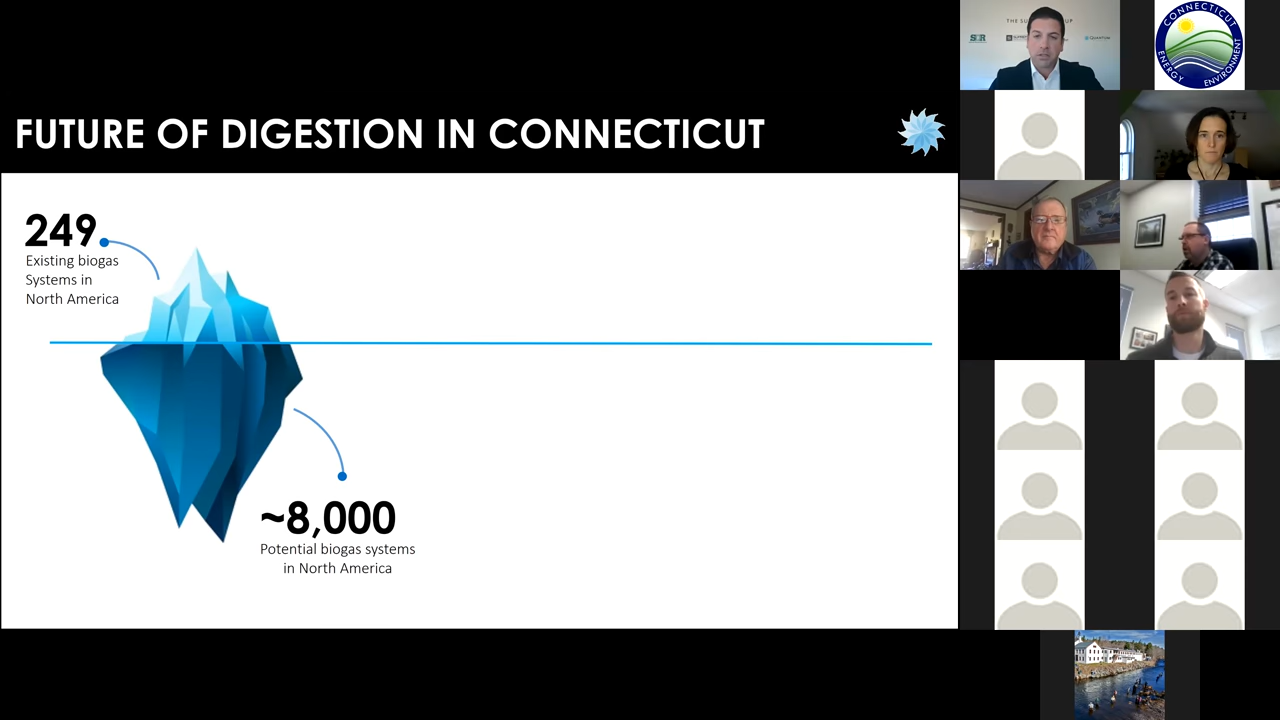 FUTURE OF DIGESTION IN CONNECTICUT
249
Existing biogas
Systems in
North America
~8,000
Potential biogas systems
in North America
CONNECTICUT
ENERGY ENVIRONMENT